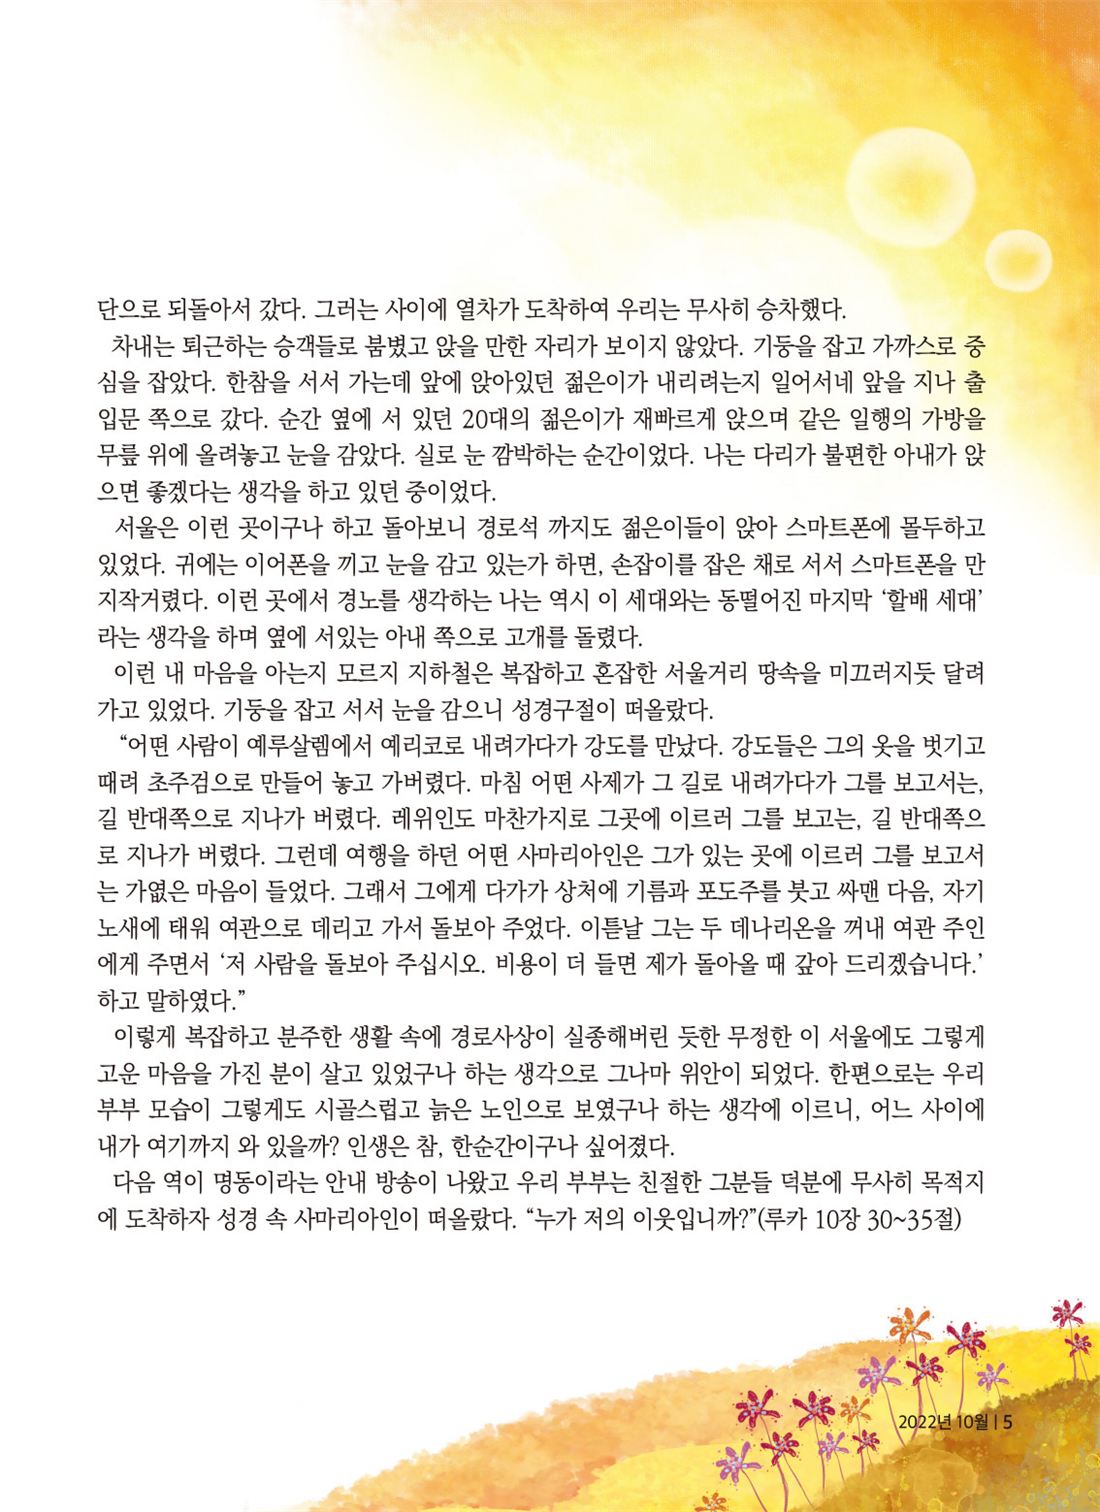 단으로 되돌아서 갔다. 그러는 사이에 열차가 도착하여 우리는 무사히 승차했다.
차내는 퇴근하는 승객들로 붐볐고 앉을 만한 자리가 보이지 않았다. 기둥을 잡고 가까스로 중
심을 잡았다. 한참을 서서 가는데 앞에 앉아있던 젊은이가 내리려는지 일어서네 앞을 지나 출
입문 쪽으로 갔다. 순간 옆에 서 있던 20대의 젊은이가 재빠르게 앉으며 같은 일행의 가방을
무릎 위에 올려놓고 눈을 감았다. 실로 눈 깜박하는 순간이었다. 나는 다리가 불편한 아내가 앉
으면 좋겠다는 생각을 하고 있던 중이었다.
서울은 이런 곳이구나 하고 돌아보니 경로석 까지도 젊은이들이 앉아 스마트폰에 몰두하고
있었다. 귀에는 이어폰을 끼고 눈을 감고 있는가 하면, 손잡이를 잡은 채로 서서 스마트폰을 만
지작거렸다. 이런 곳에서 경노를 생각하는 나는 역시 이 세대와는 동떨어진 마지막 ‘할배 세대’
라는 생각을 하며 옆에 서있는 아내 쪽으로 고개를 돌렸다.
이런 내 마음을 아는지 모르지 지하철은 복잡하고 혼잡한 서울거리 땅속을 미끄러지듯 달려
가고 있었다. 기둥을 잡고 서서 눈을 감으니 성경구절이 떠올랐다.
“어떤 사람이 예루살렘에서 예리코로 내려가다가 강도를 만났다. 강도들은 그의 옷을 벗기고
때려 초주검으로 만들어 놓고 가버렸다. 마침 어떤 사제가 그 길로 내려가다가 그를 보고서는,
길 반대쪽으로 지나가 버렸다. 레위인도 마찬가지로 그곳에 이르러 그를 보고는, 길 반대쪽으
로 지나가 버렸다. 그런데 여행을 하던 어떤 사마리아인은 그가 있는 곳에 이르러 그를 보고서
는 가엾은 마음이 들었다. 그래서 그에게 다가가 상처에 기름과 포도주를 붓고 싸맨 다음, 자기
노새에 태워 여관으로 데리고 가서 돌보아 주었다. 이튿날 그는 두 데나리온을 꺼내 여관 주인
에게 주면서 ‘저 사람을 돌보아 주십시오. 비용이 더 들면 제가 돌아올 때 갚아 드리겠습니다.’
하고 말하였다.”
이렇게 복잡하고 분주한 생활 속에 경로사상이 실종해버린 듯한 무정한 이 서울에도 그렇게
고운 마음을 가진 분이 살고 있었구나 하는 생각으로 그나마 위안이 되었다. 한편으로는 우리
부부 모습이 그렇게도 시골스럽고 늙은 노인으로 보였구나 하는 생각에 이르니, 어느 사이에
내가 여기까지 와 있을까? 인생은 참, 한순간이구나 싶어졌다.
다음 역이 명동이라는 안내 방송이 나왔고 우리 부부는 친절한 그분들 덕분에 무사히 목적지
에 도착하자 성경 속 사마리아인이 떠올랐다. “누가 저의 이웃입니까?”(루카 10장 30~35절)
2022년 10월 | 5